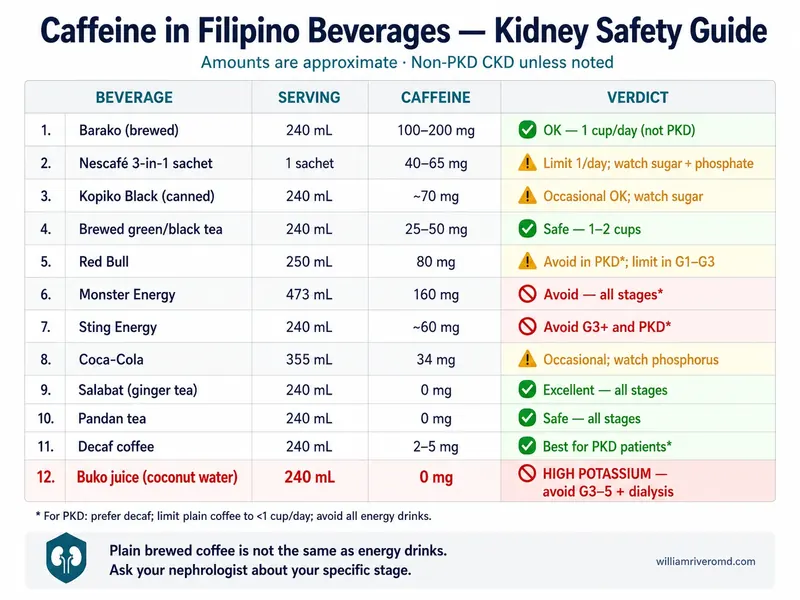 Caffeine in Filipino Beverages — Kidney Safety Guide
Amounts are approximate · Non-PKD CKD unless noted
BEVERAGE SERVING CAFFEINE VERDICT
1. Barako (brewed) 240 mL 100–200 mg OK — 1 cup/day (not PKD)
2. Nescafé 3-in-1 sachet 1 sachet 40–65 mg Limit 1/day; watch sugar + phosphate
3. Kopiko Black (canned) 240 mL ~70 mg Occasional OK; watch sugar
4. Brewed green/black tea 240 mL 25–50 mg Safe — 1–2 cups
5. Red Bull 250 mL 80 mg Avoid in PKD*; limit in G1–G3
6. Monster Energy 473 mL 160 mg Avoid — all stages*
7. Sting Energy 240 mL ~60 mg Avoid G3+ and PKD*
8. Coca-Cola 355 mL 34 mg Occasional; watch phosphorus
9. Salabat (ginger tea) 240 mL 0 mg Excellent — all stages
10. Pandan tea 240 mL 0 mg Safe — all stages
11. Decaf coffee 240 mL 2–5 mg Best for PKD patients*
12. Buko juice (coconut water) 240 mL 0 mg HIGH POTASSIUM —
avoid G3–5 + dialysis
* For PKD: prefer decaf; limit plain coffee to <1 cup/day; avoid all energy drinks.
Plain brewed coffee is not the same as energy drinks.
Ask your nephrologist about your specific stage.
williamriveromd.com